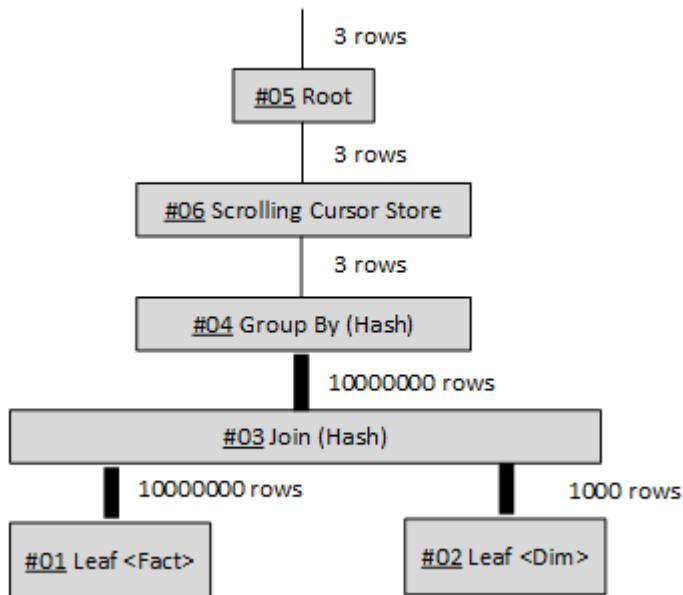 3 rows
#05 Root
3 rows
#06 Scrolling Cursor Store
3 rows
#04 Group By (Hash)
10000000 rows
#03 Join (Hash)
10000000 rows
1000 rows
#01 Leaf <Fact>
#02 Leaf <Dim>